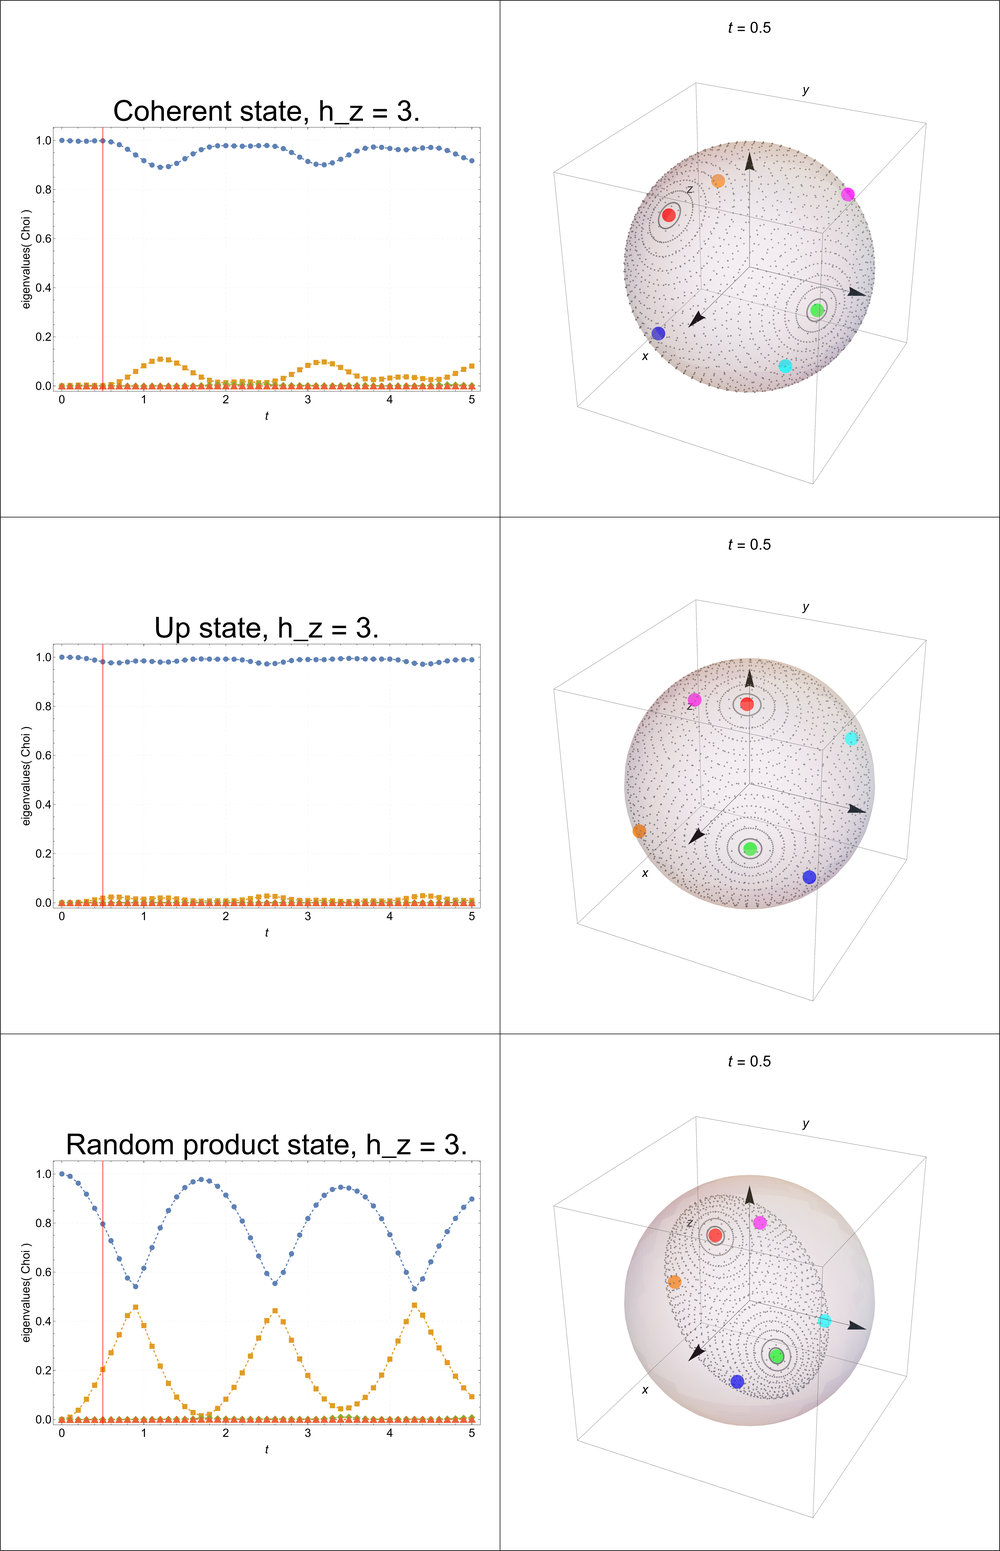 Coherent state, h_z = 3.
eigenvalues( Choi )
1.0
0.8
0.6
0.4
0.2
0.0
0 1 2 3 4 5
t
t = 0.5
y
z
x
Up state, h_z = 3.
eigenvalues( Choi )
1.0
0.8
0.6
0.4
0.2
0.0
0 1 2 3 4 5
t
t = 0.5
y
z
x
Random product state, h_z = 3.
eigenvalues( Choi )
1.0
0.8
0.6
0.4
0.2
0.0
0 1 2 3 4 5
t
t = 0.5
y
z
x